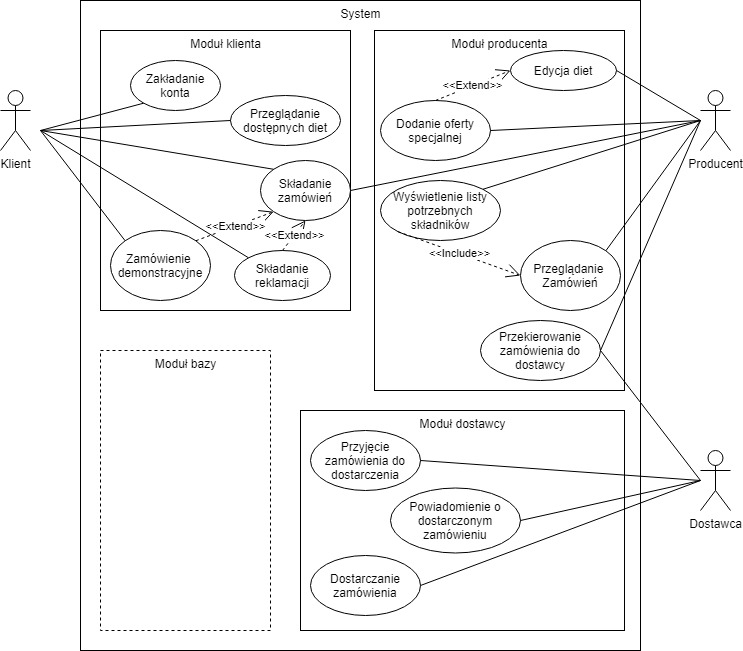 System
Moduł klienta
Zakładanie
konta
Przeglądanie
dostępnych diet
Składanie
zamówień
<<Extend>>
<<Extend>>
Zamówienie
demonstracyjne
Składanie
reklamacji
Klient
Moduł producenta
Edycja diet
<<Extend>>
Dodanie oferty
specjalnej
Wyświetlenie listy
potrzebnych
składników
<<Include>>
Przeglądanie
Zamówień
Przekierowanie
zamówienia do
dostawcy
Producent
Moduł bazy
Moduł dostawcy
Przyjęcie
zamówienia do
dostarczenia
Powiadomienie o
dostarczonym
zamówieniu
Dostarczanie
zamówienia
Dostawca